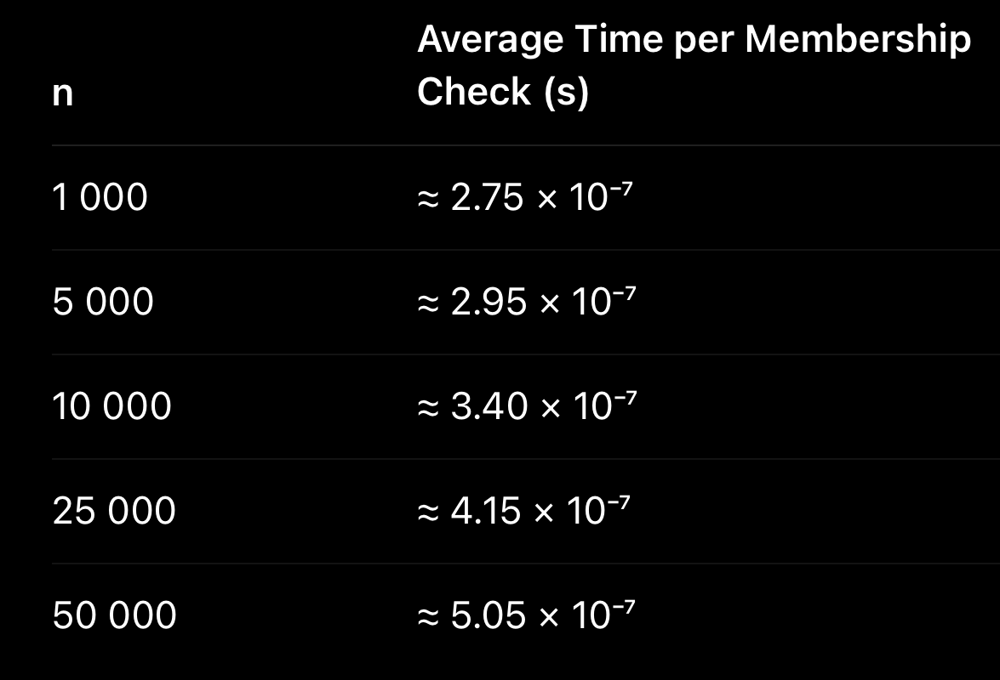 Average Time per Membership
n Check (s)
1 000 ≈ 2.75 × 10⁻⁷
5 000 ≈ 2.95 × 10⁻⁷
10 000 ≈ 3.40 × 10⁻⁷
25 000 ≈ 4.15 × 10⁻⁷
50 000 ≈ 5.05 × 10⁻⁷